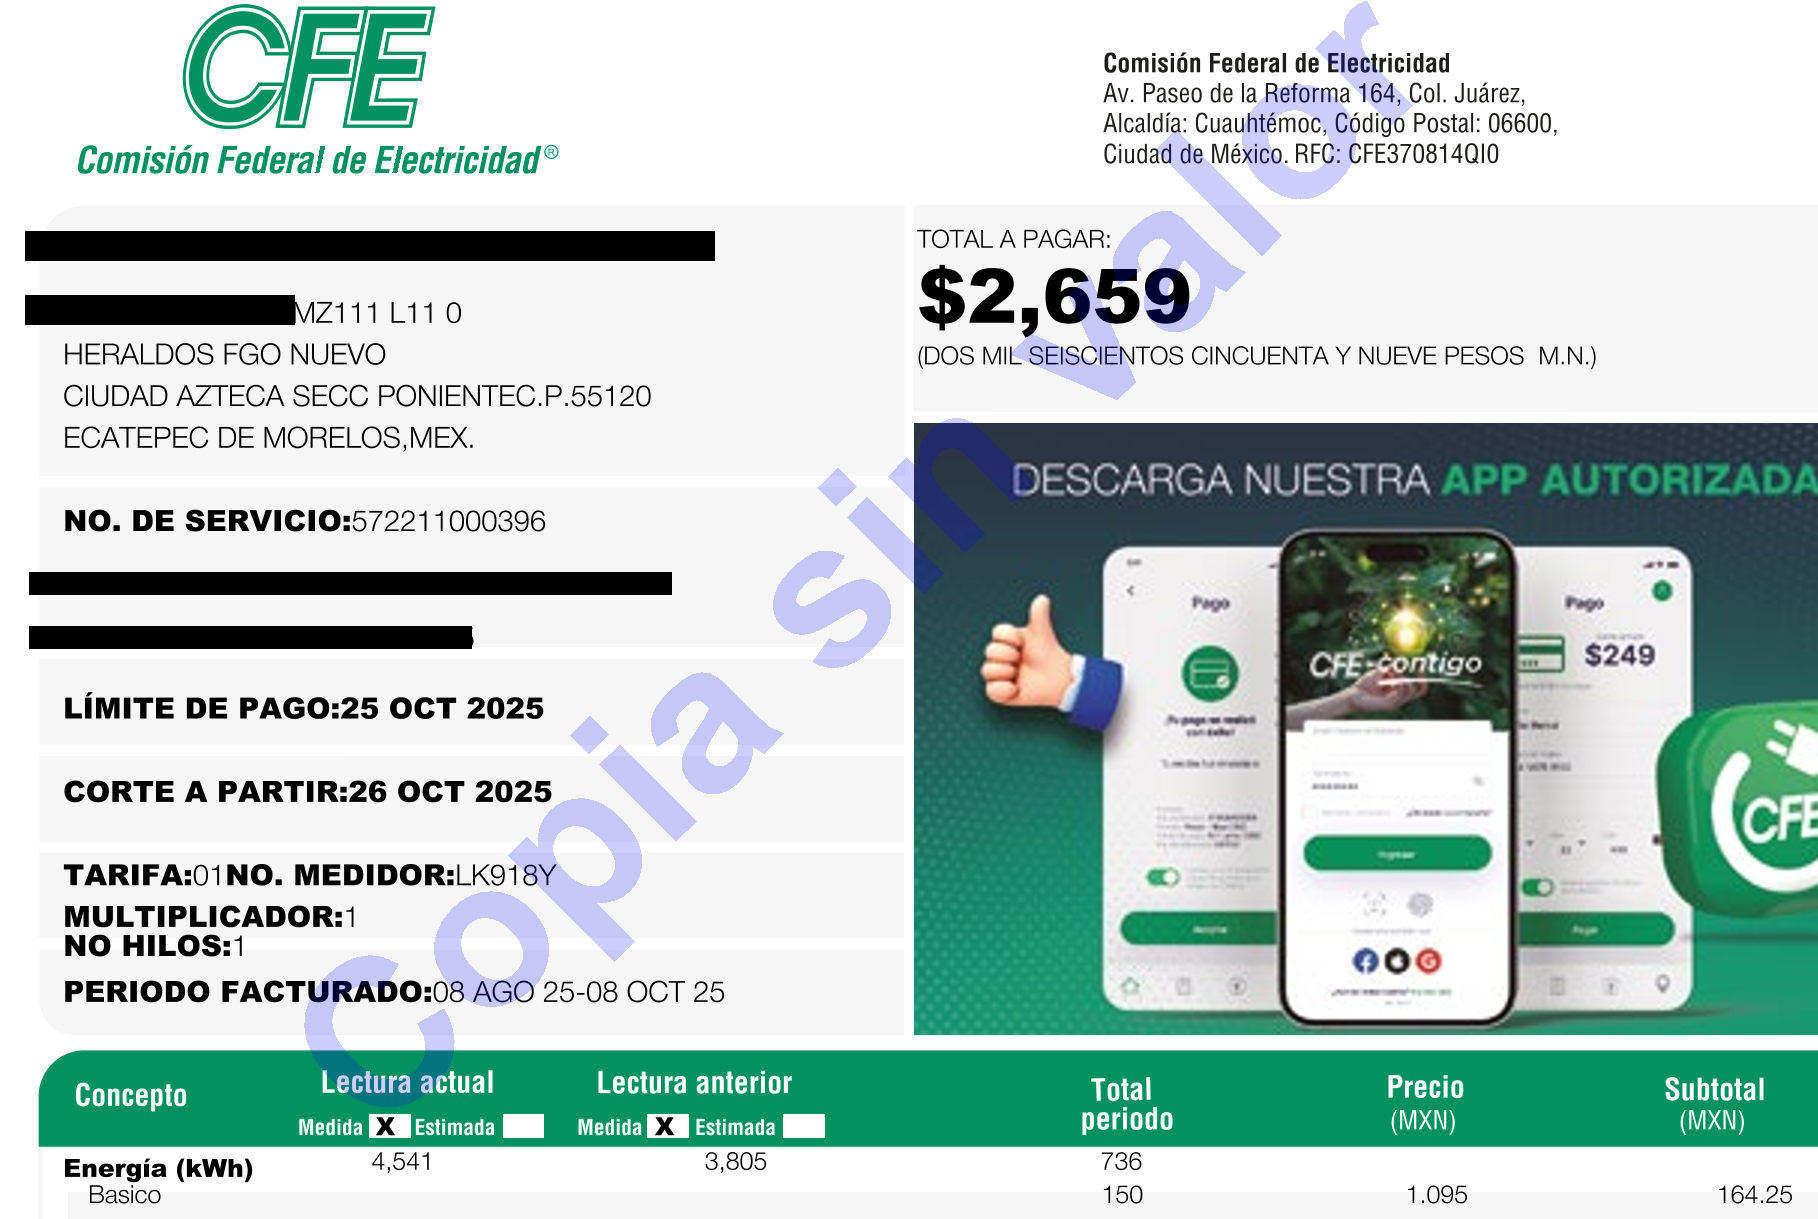 CFE
Comisión Federal de Electricidad®
Comisión Federal de Electricidad
Av. Paseo de la Reforma 164, Col. Juárez,
Alcaldía: Cuauhtémoc, Código Postal: 06600,
Ciudad de México. RFC: CFE370814QI0
MZ111 L11 0
HERALDOS FGO NUEVO
CIUDAD AZTECA SECC PONIENTEC.P.55120
ECATEPEC DE MORELOS,MEX.
NO. DE SERVICIO:572211000396
LÍMITE DE PAGO:25 OCT 2025
CORTE A PARTIR:26 OCT 2025
TARIFA:01NO. MEDIDOR:LK918Y
MULTIPLICADOR:1
NO HILOS:1
PERIODO FACTURADO:08 AGO 25-08 OCT 25
TOTAL A PAGAR:
$2,659
(DOS MIL SEISCIENTOS CINCUENTA Y NUEVE PESOS M.N.)
DESCARGA NUESTRA APP AUTORIZADA
Pago
CFE-contigo
Ingresar
Pago
$249
Pagar
CFE
Copia sin valor
Concepto Lectura actual Lectura anterior Total periodo Precio (MXN) Subtotal (MXN)
Medida X Estimada Medida X Estimada
Energía (kWh) 4,541 3,805 736
Basico 150 1.095 164.25